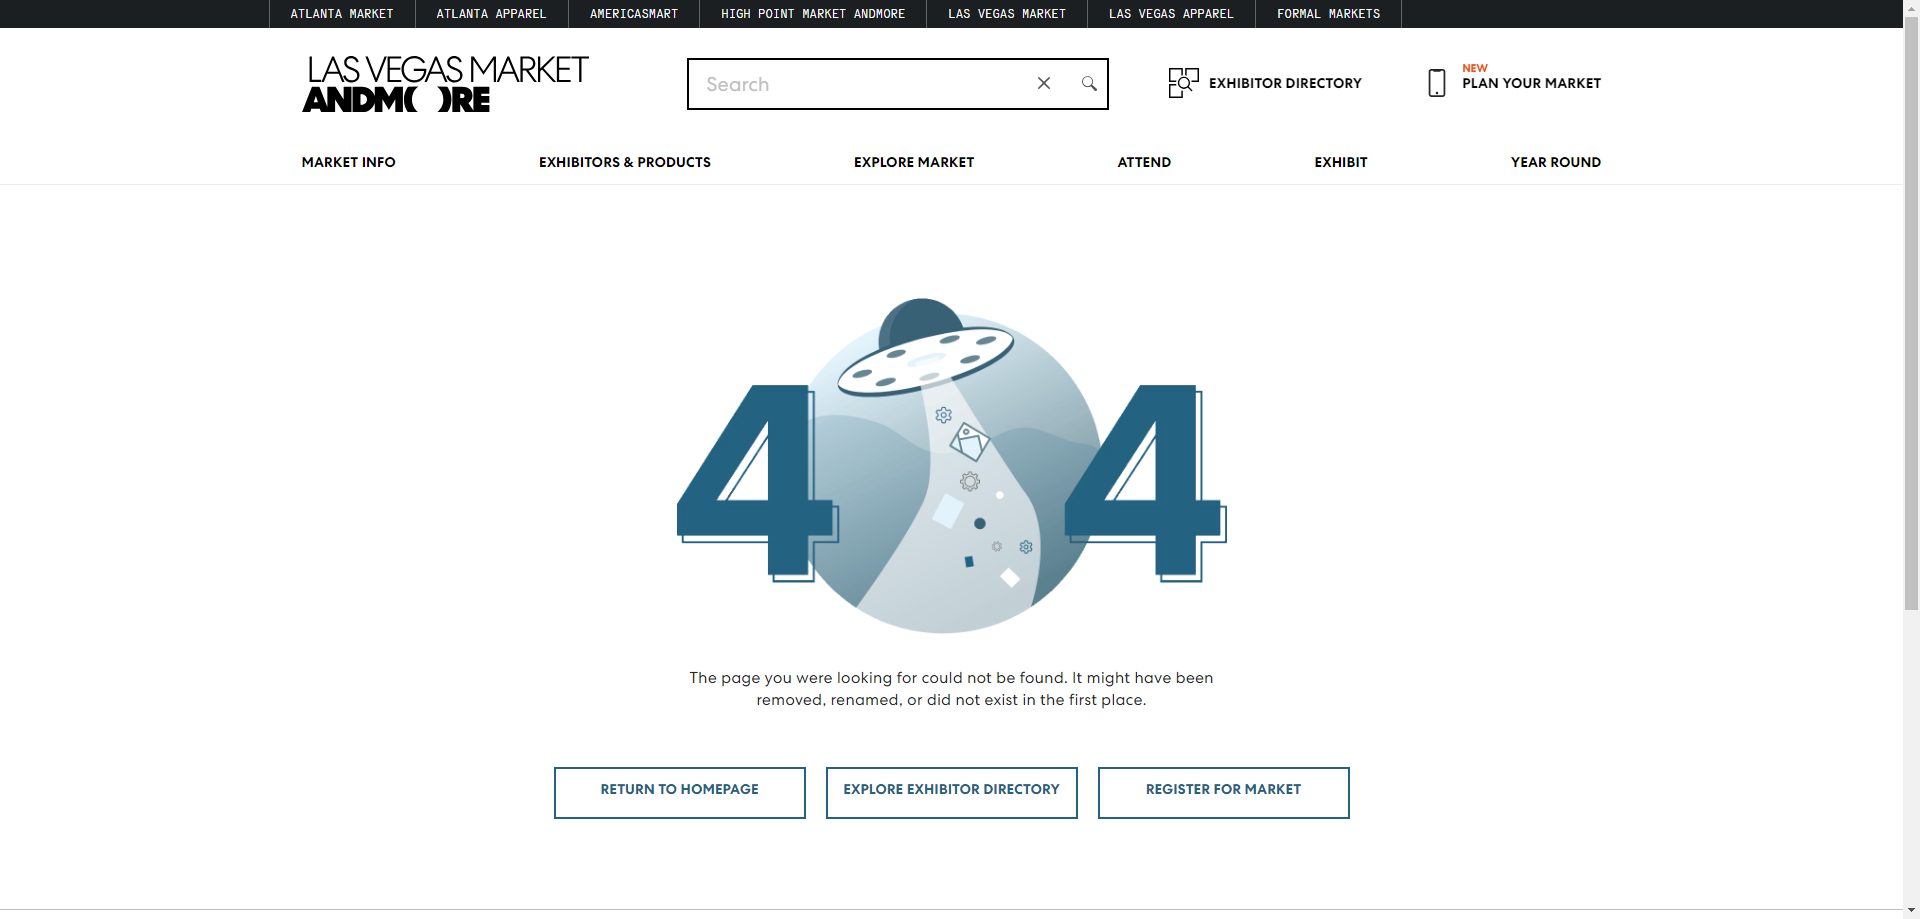 ATLANTA MARKET
ATLANTA APPAREL
AMERICASMART
HIGH POINT MARKET ANDMORE
LAS VEGAS MARKET
LAS VEGAS APPAREL
FORMAL MARKETS
LAS VEGAS MARKET
ANDMORE
Search
EXHIBITOR DIRECTORY
NEW
PLAN YOUR MARKET
MARKET INFO
EXHIBITORS & PRODUCTS
EXPLORE MARKET
ATTEND
EXHIBIT
YEAR ROUND
404
The page you were looking for could not be found. It might have been
removed, renamed, or did not exist in the first place.
RETURN TO HOMEPAGE
EXPLORE EXHIBITOR DIRECTORY
REGISTER FOR MARKET